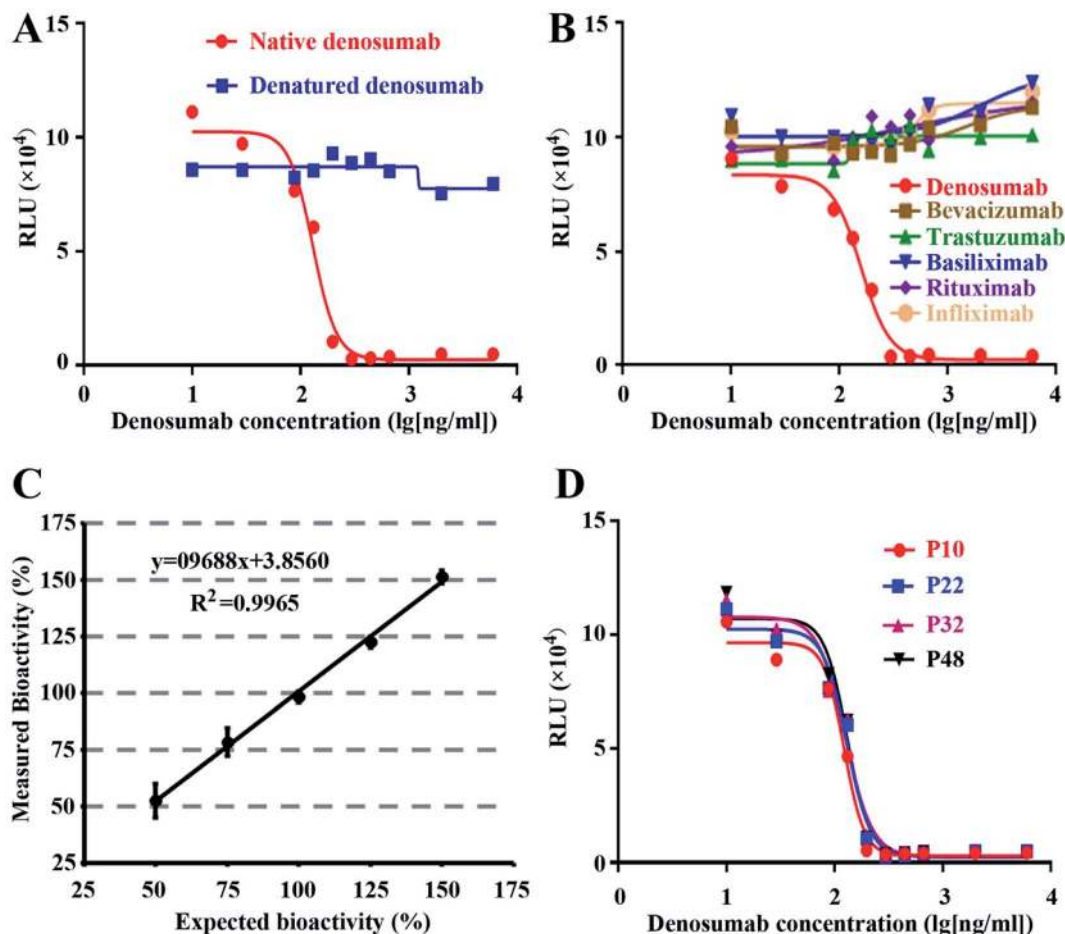 A
15
10
5
0
RLU (×10⁴)
Native denosumab
Denatured denosumab
0 1 2 3 4
Denosumab concentration (lg[ng/ml])
B
15
10
5
0
RLU (×10⁴)
Denosumab
Bevacizumab
Trastuzumab
Basiliximab
Rituximab
Infliximab
0 1 2 3 4
Denosumab concentration (lg[ng/ml])
C
175
150
125
100
75
50
25
Measured Bioactivity (%)
y=09688x+3.8560
R²=0.9965
25 50 75 100 125 150 175
Expected bioactivity (%)
D
15
10
5
0
RLU (×10⁴)
P10
P22
P32
P48
0 1 2 3 4
Denosumab concentration (lg[ng/ml])